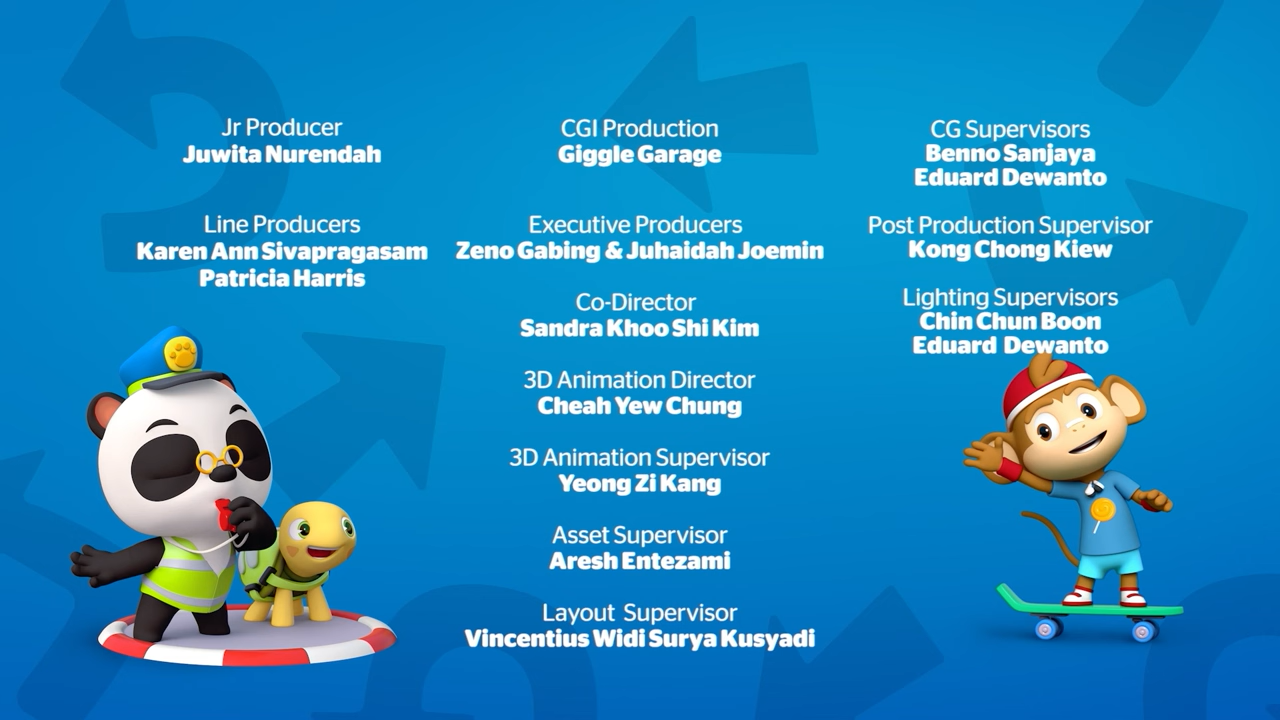 Jr Producer
Juwita Nurendah
Line Producers
Karen Ann Sivapragasam
Patricia Harris
CGI Production
Giggle Garage
Executive Producers
Zeno Gabing & Juhaidah Joemin
Co-Director
Sandra Khoo Shi Kim
3D Animation Director
Cheah Yew Chung
3D Animation Supervisor
Yeong Zi Kang
Asset Supervisor
Aresh Entezami
Layout Supervisor
Vincentius Widi Surya Kusyadi
CG Supervisors
Benno Sanjaya
Eduard Dewanto
Post Production Supervisor
Kong Chong Kiew
Lighting Supervisors
Chin Chun Boon
Eduard Dewanto